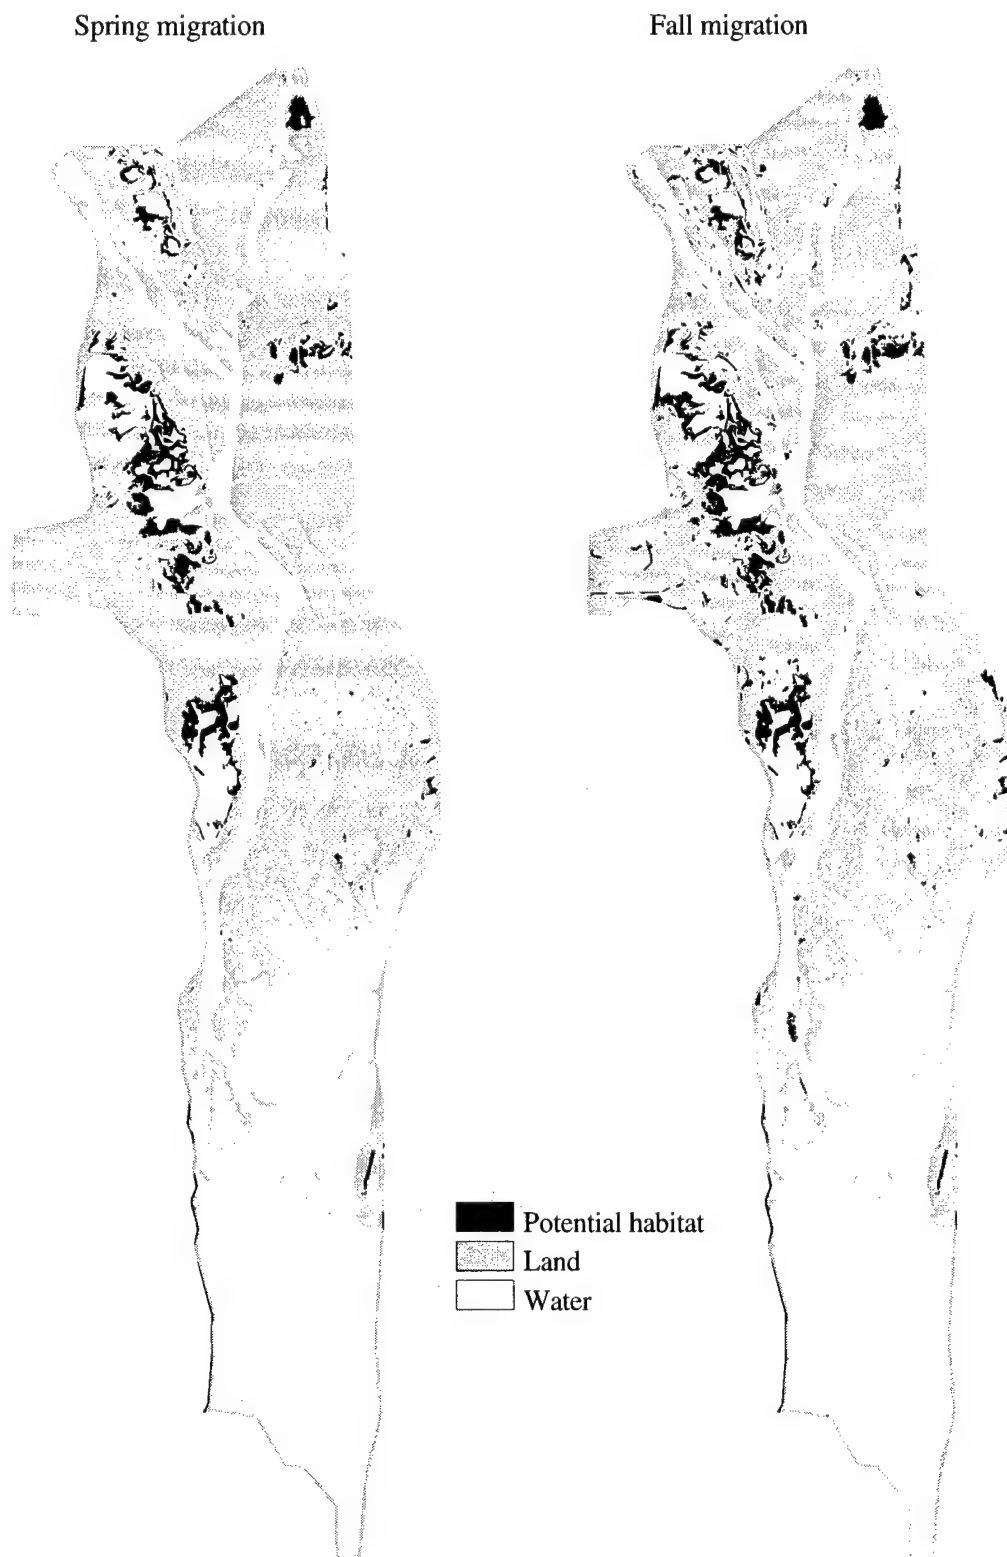 Spring migration
Fall migration
Potential habitat
Land
Water